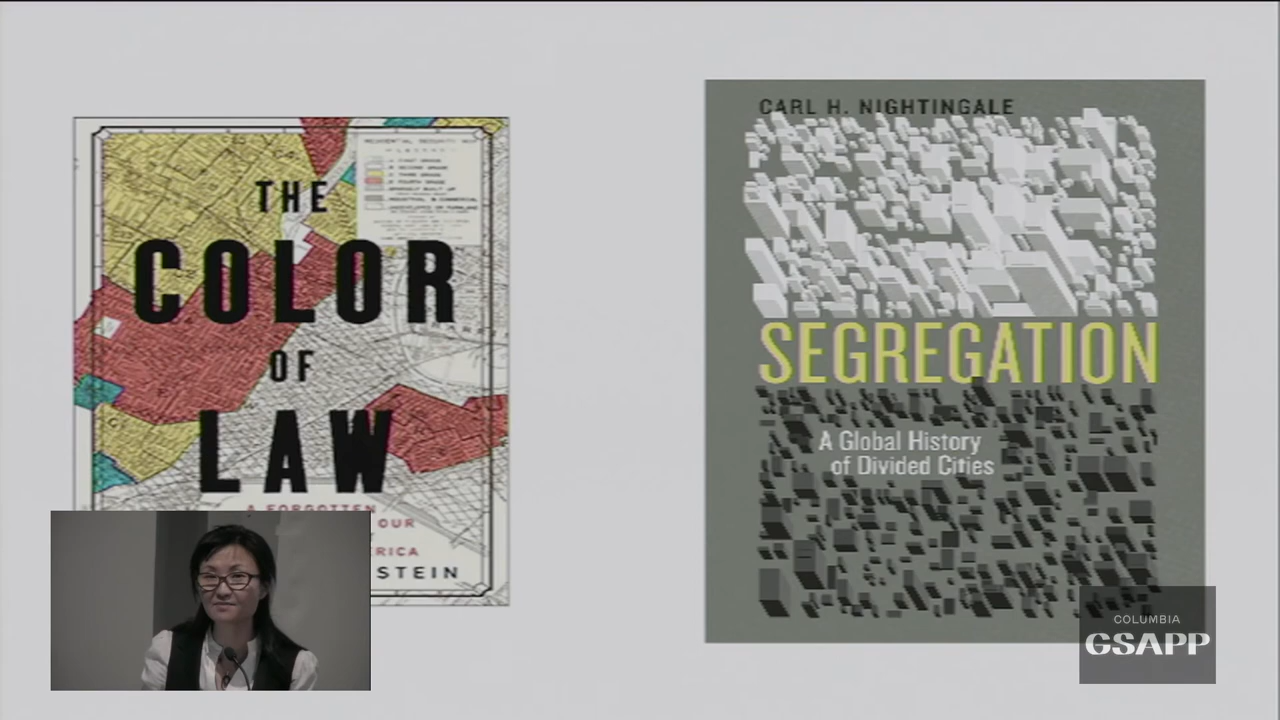 THE
COLOR
OF
LAW
A FORGOTTEN
OUR
ERICA
STEIN
CARL H. NIGHTINGALE
SEGREGATION
A Global History
of Divided Cities
COLUMBIA
GSAPP